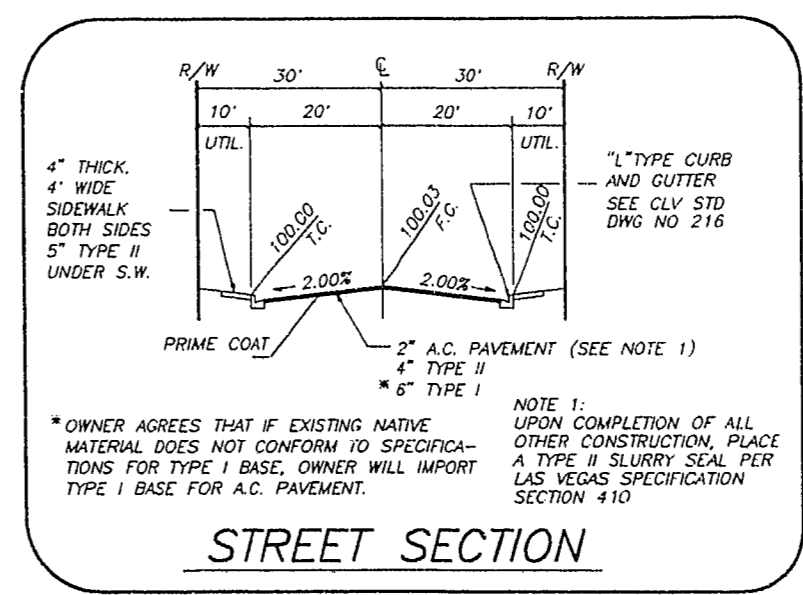 R/W 30' ℄ 30' R/W
10' 20' 20' 10'
UTIL. UTIL.
4" THICK,
4' WIDE
SIDEWALK
BOTH SIDES
5" TYPE II
UNDER S.W.
100.00
T.C.
100.03
F.G.
100.00
T.C.
"L" TYPE CURB
AND GUTTER
SEE CLV STD
DWG NO 216
2.00% 2.00%
PRIME COAT
2" A.C. PAVEMENT (SEE NOTE 1)
4" TYPE II
* 6" TYPE I
* OWNER AGREES THAT IF EXISTING NATIVE
MATERIAL DOES NOT CONFORM TO SPECIFICA-
TIONS FOR TYPE I BASE, OWNER WILL IMPORT
TYPE I BASE FOR A.C. PAVEMENT.
NOTE 1:
UPON COMPLETION OF ALL
OTHER CONSTRUCTION, PLACE
A TYPE II SLURRY SEAL PER
LAS VEGAS SPECIFICATION
SECTION 410
STREET SECTION